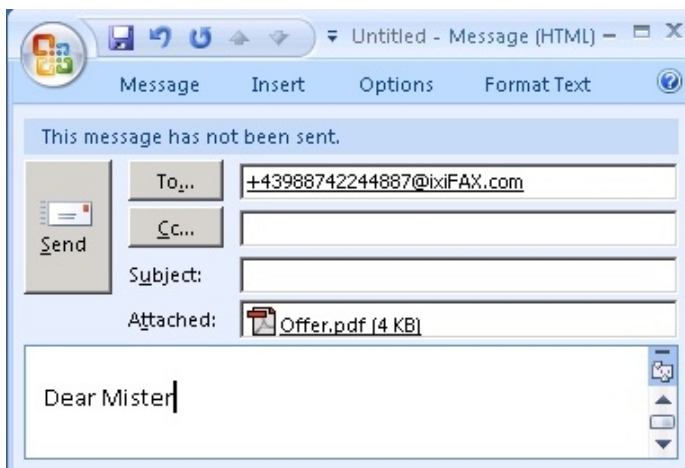 Untitled - Message (HTML)
Message Insert Options Format Text
This message has not been sent.
To... +43988742244887@ixiFAX.com
Cc...
Send
Subject:
Attached: Offer.pdf (4 KB)
Dear Mister